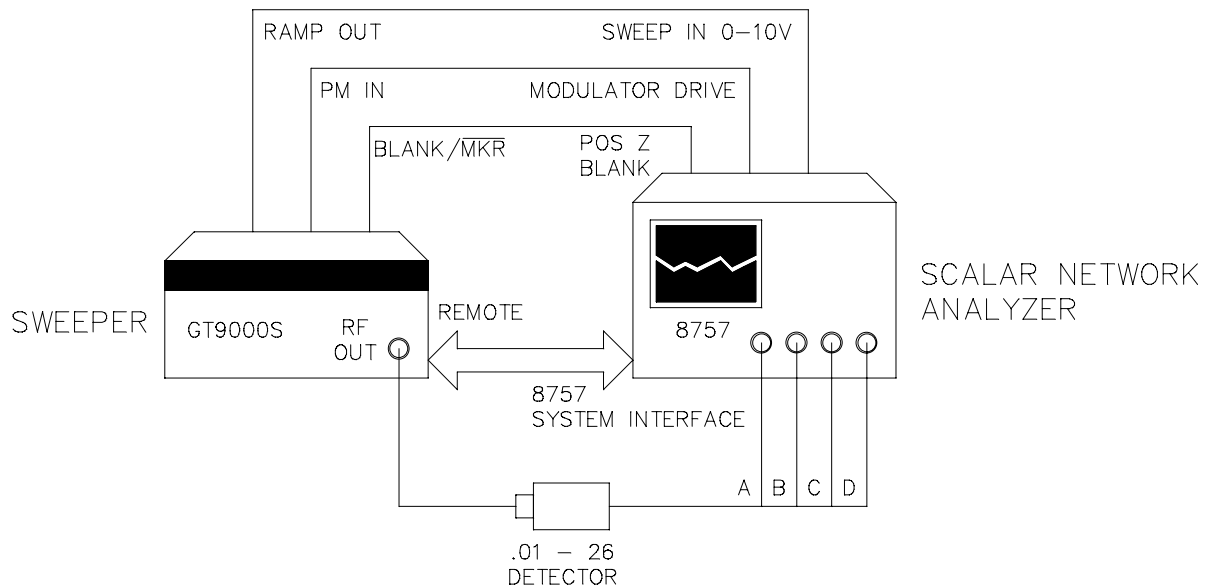 RAMP OUT
SWEEP IN 0-10V
PM IN
MODULATOR DRIVE
BLANK/M̅K̅R̅
POS Z
BLANK
SWEEPER
GT9000S
RF
OUT
REMOTE
8757
SYSTEM INTERFACE
8757
SCALAR NETWORK
ANALYZER
A B C D
.01 - 26
DETECTOR